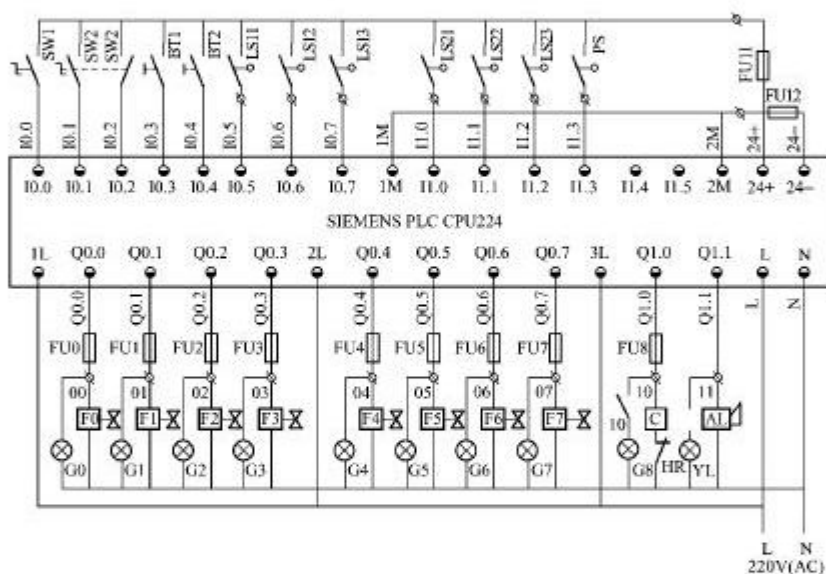 SW1 SW2 SW2 BT1 BT2 LS11 LS12 LS13 LS21 LS22 LS23 PS FU11
FU12
I0.0 I0.1 I0.2 I0.3 I0.4 I0.5 I0.6 I0.7 1M I1.0 I1.1 I1.2 I1.3 2M 24+ 24−
I0.0 I0.1 I0.2 I0.3 I0.4 I0.5 I0.6 I0.7 1M I1.0 I1.1 I1.2 I1.3 I1.4 I1.5 2M 24+ 24−
SIEMENS PLC CPU224
1L Q0.0 Q0.1 Q0.2 Q0.3 2L Q0.4 Q0.5 Q0.6 Q0.7 3L Q1.0 Q1.1 L N
Q0.0 Q0.1 Q0.2 Q0.3 Q0.4 Q0.5 Q0.6 Q0.7 Q1.0 Q1.1 L N
FU0 FU1 FU2 FU3 FU4 FU5 FU6 FU7 FU8
00 01 02 03 04 05 06 07 10 11
F0 F1 F2 F3 F4 F5 F6 F7 10 C AL
G0 G1 G2 G3 G4 G5 G6 G7 G8 HR YL
L N
220V(AC)